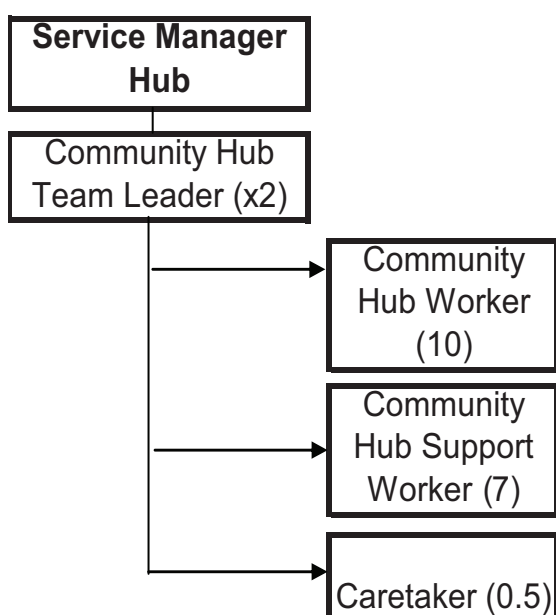 Service Manager
Hub
Community Hub
Team Leader (x2)
Community
Hub Worker
(10)
Community
Hub Support
Worker (7)
Caretaker (0.5)